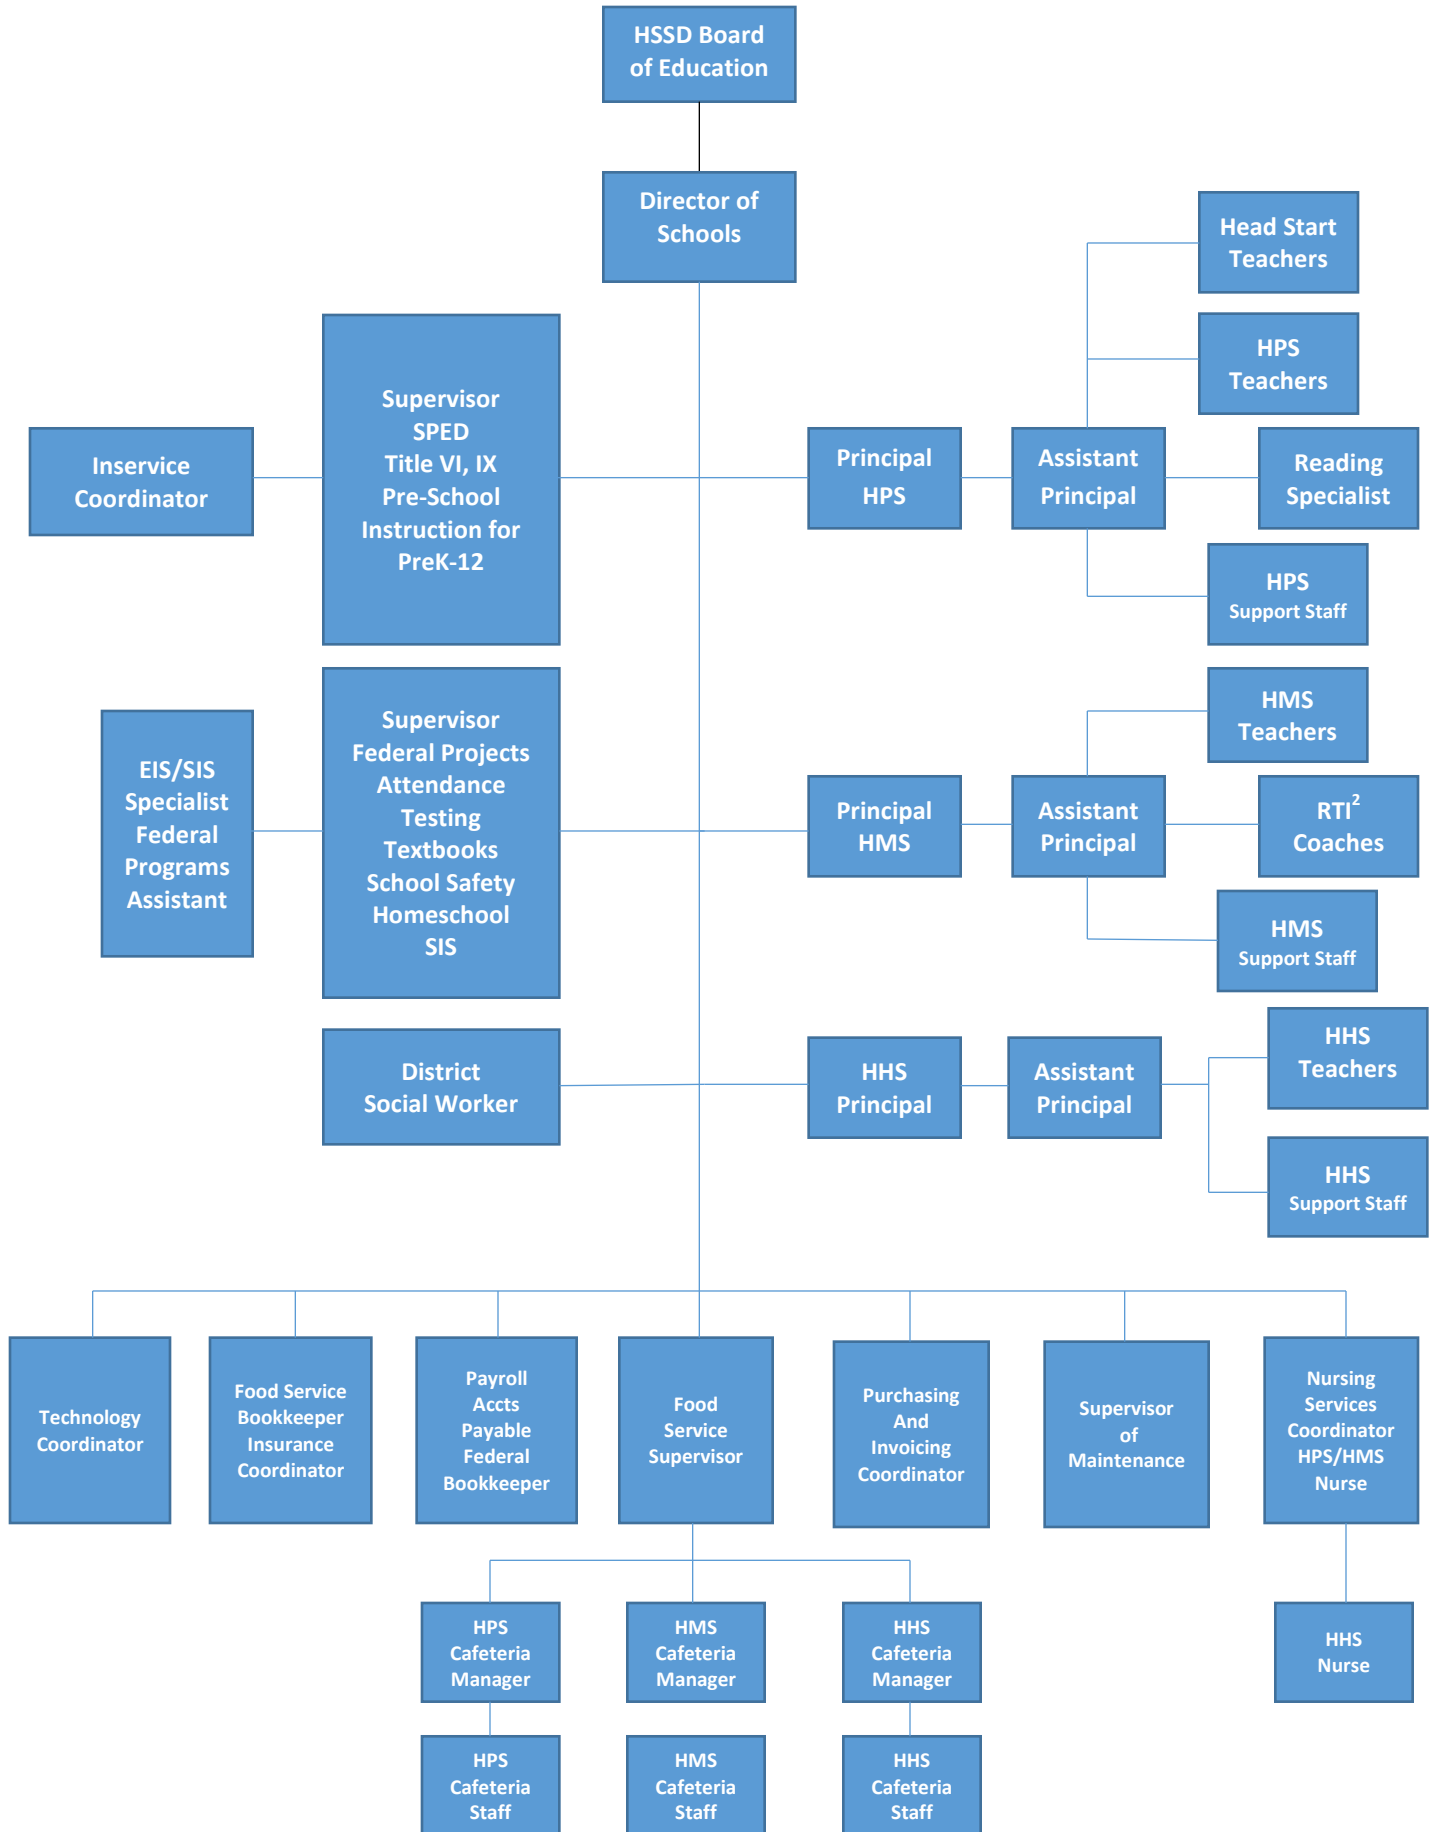 HSSD Board
of Education
Director of
Schools
Head Start
Teachers
HPS
Teachers
Inservice
Coordinator
Supervisor
SPED
Title VI, IX
Pre-School
Instruction for
PreK-12
Principal
HPS
Assistant
Principal
Reading
Specialist
HPS
Support Staff
EIS/SIS
Specialist
Federal
Programs
Assistant
Supervisor
Federal Projects
Attendance
Testing
Textbooks
School Safety
Homeschool
SIS
Principal
HMS
Assistant
Principal
HMS
Teachers
RTI²
Coaches
HMS
Support Staff
District
Social Worker
HHS
Principal
Assistant
Principal
HHS
Teachers
HHS
Support Staff
Technology
Coordinator
Food Service
Bookkeeper
Insurance
Coordinator
Payroll
Accts
Payable
Federal
Bookkeeper
Food
Service
Supervisor
Purchasing
And
Invoicing
Coordinator
Supervisor
of
Maintenance
Nursing
Services
Coordinator
HPS/HMS
Nurse
HPS
Cafeteria
Manager
HMS
Cafeteria
Manager
HHS
Cafeteria
Manager
HHS
Nurse
HPS
Cafeteria
Staff
HMS
Cafeteria
Staff
HHS
Cafeteria
Staff